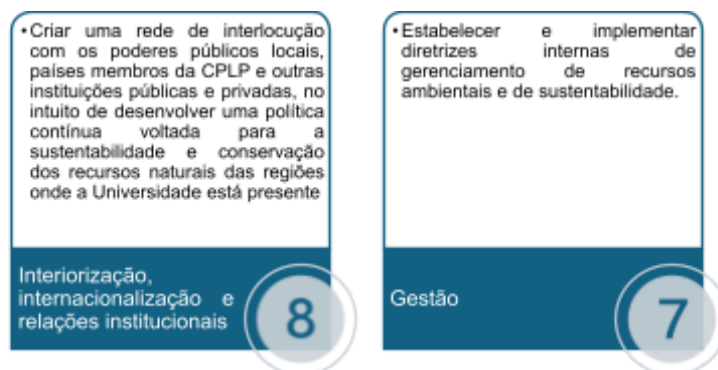 •Criar uma rede de interlocução
com os poderes públicos locais,
países membros da CPLP e outras
instituições públicas e privadas, no
intuito de desenvolver uma política
contínua voltada para a
sustentabilidade e conservação
dos recursos naturais das regiões
onde a Universidade está presente
Interiorização,
internacionalização e
relações institucionais
8
•Estabelecer e implementar
diretrizes internas de
gerenciamento de recursos
ambientais e de sustentabilidade.
Gestão
7